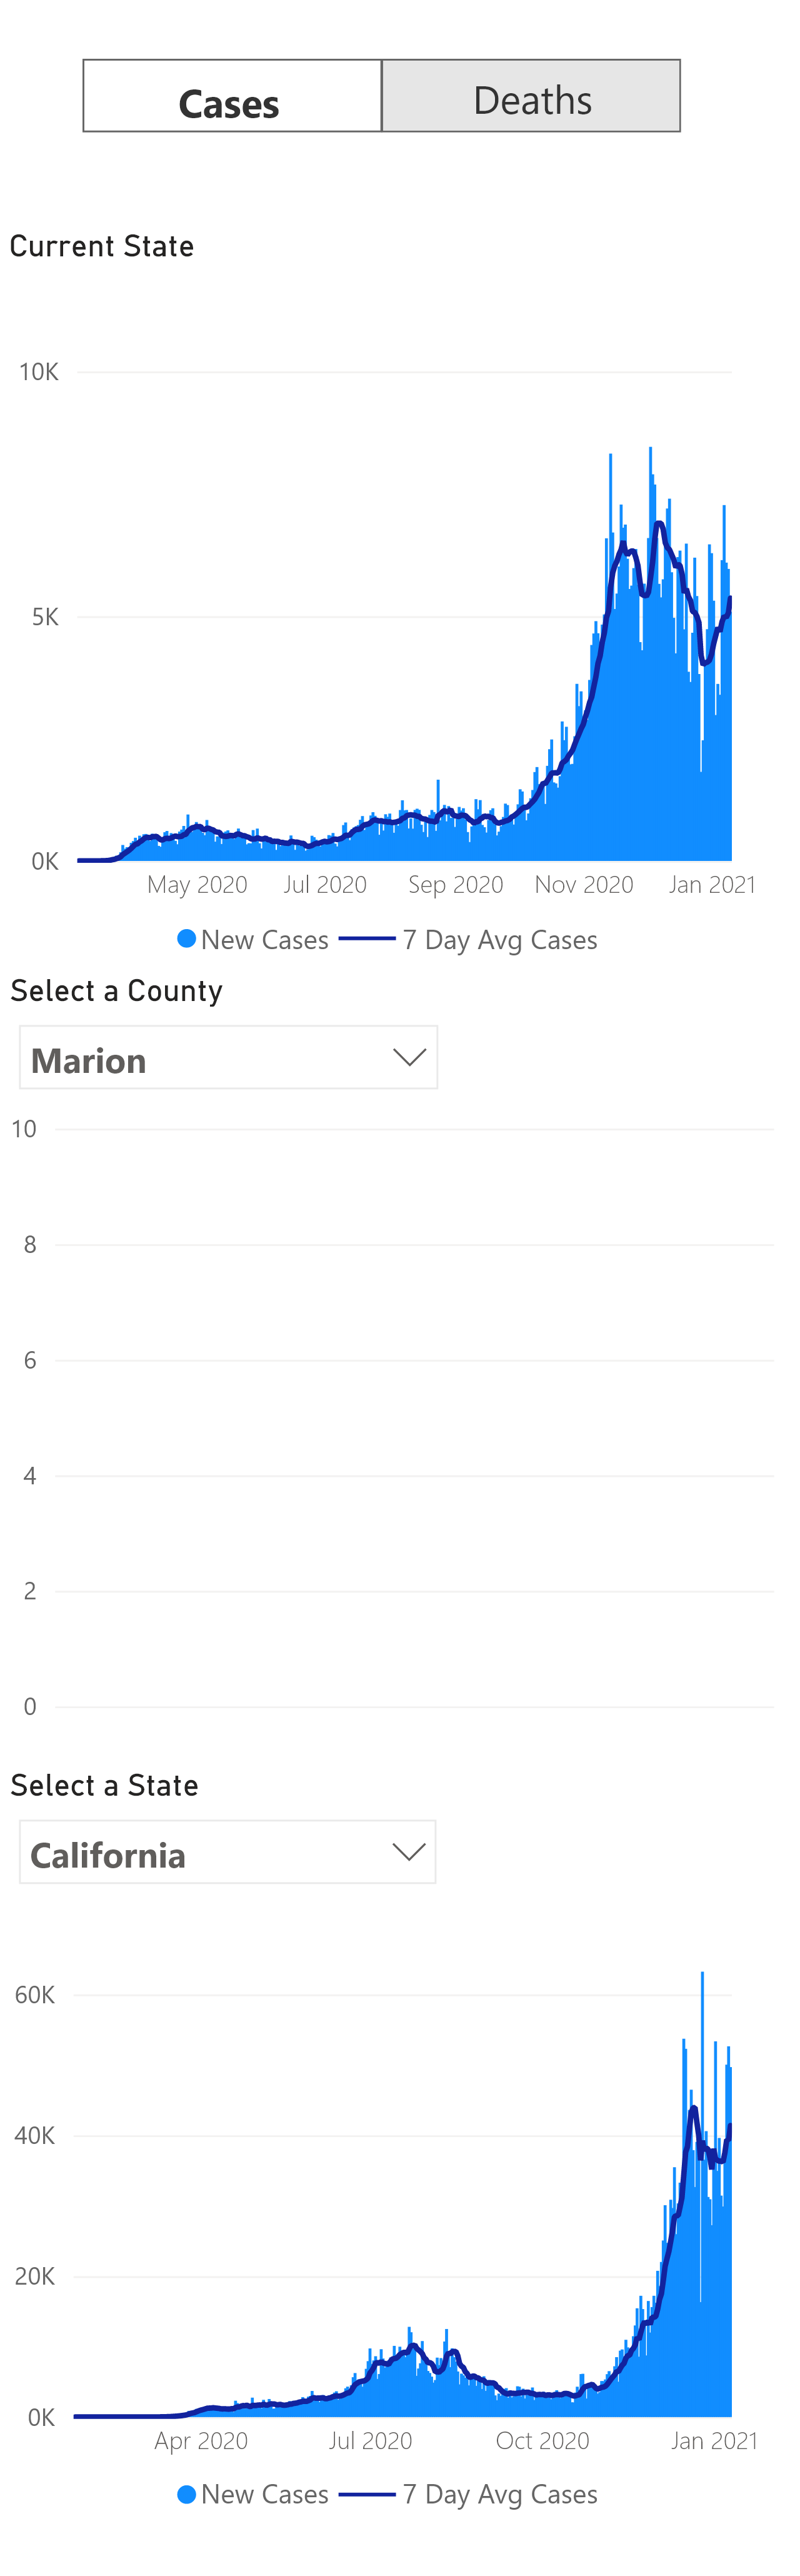 Cases Deaths
Current State
10K
5K
0K
May 2020 Jul 2020 Sep 2020 Nov 2020 Jan 2021
New Cases 7 Day Avg Cases
Select a County
Marion
10
8
6
4
2
0
Select a State
California
60K
40K
20K
0K
Apr 2020 Jul 2020 Oct 2020 Jan 2021
New Cases 7 Day Avg Cases